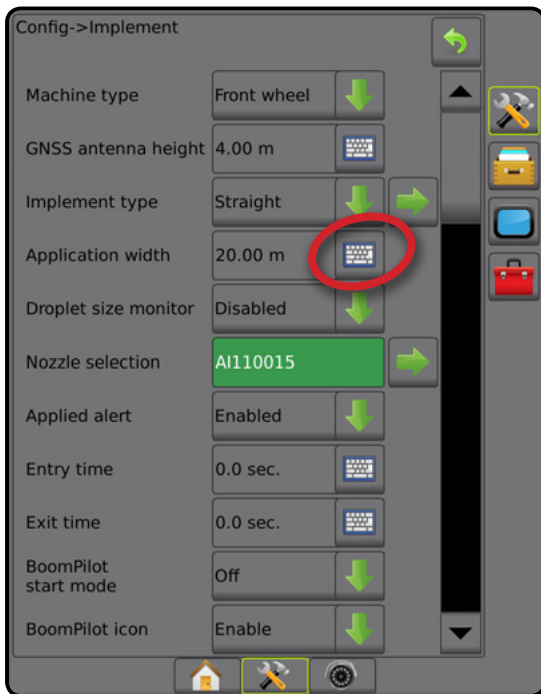 Config->Implement
Machine type Front wheel
GNSS antenna height 4.00 m
Implement type Straight
Application width 20.00 m
Droplet size monitor Disabled
Nozzle selection AI110015
Applied alert Enabled
Entry time 0.0 sec.
Exit time 0.0 sec.
BoomPilot
start mode Off
BoomPilot icon Enable